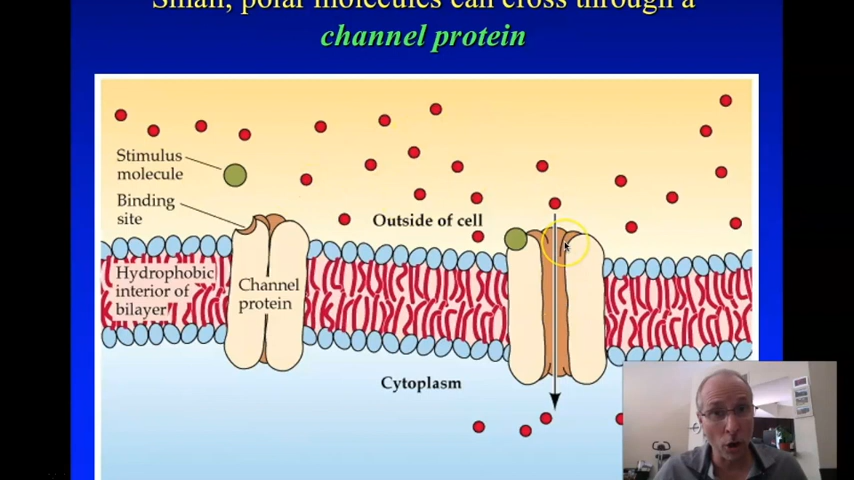 Small, polar molecules can cross through a
channel protein
Stimulus
molecule
Binding
site
Outside of cell
Hydrophobic
interior of
bilayer
Channel
protein
Cytoplasm